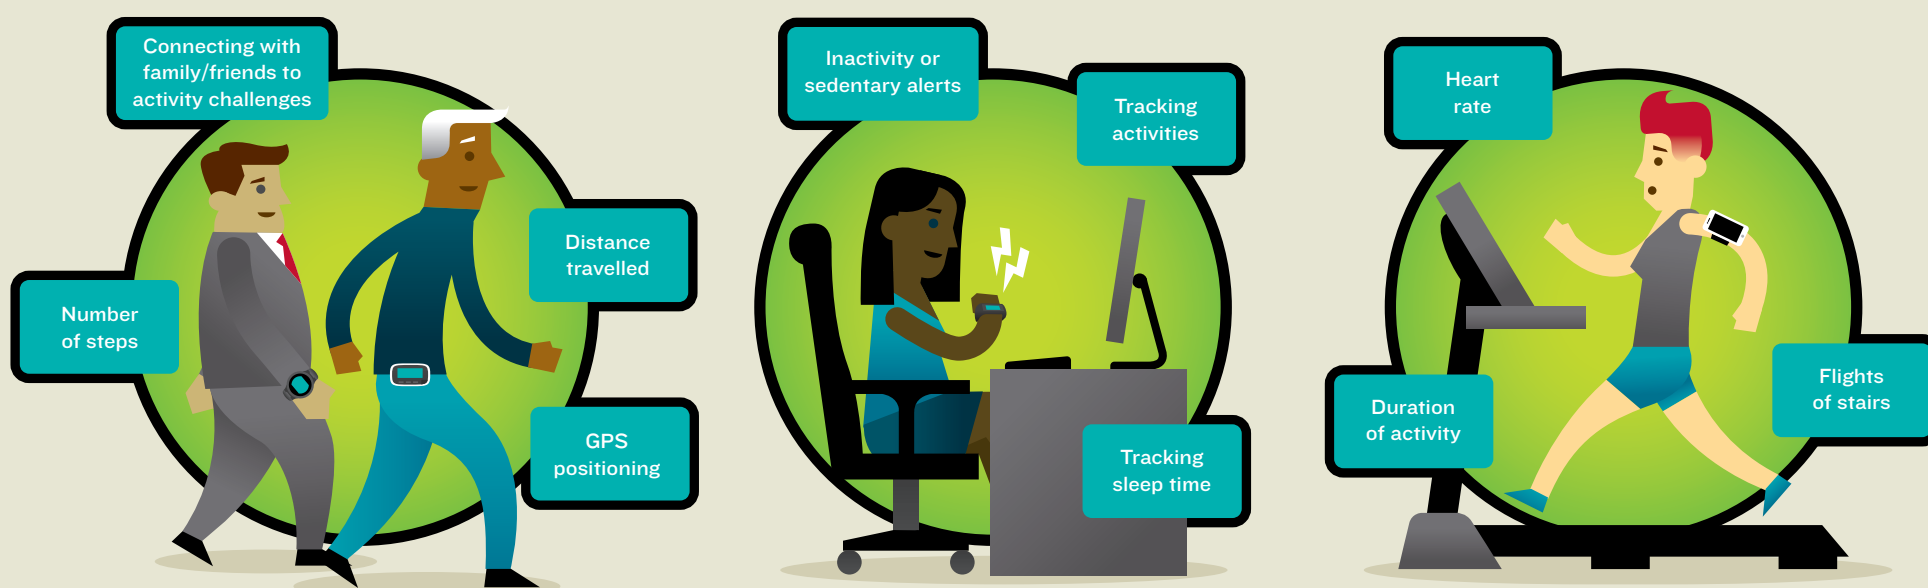 Connecting with
family/friends to
activity challenges
Number
of steps
Distance
travelled
GPS
positioning
Inactivity or
sedentary alerts
Tracking
activities
Tracking
sleep time
Heart
rate
Duration
of activity
Flights
of stairs